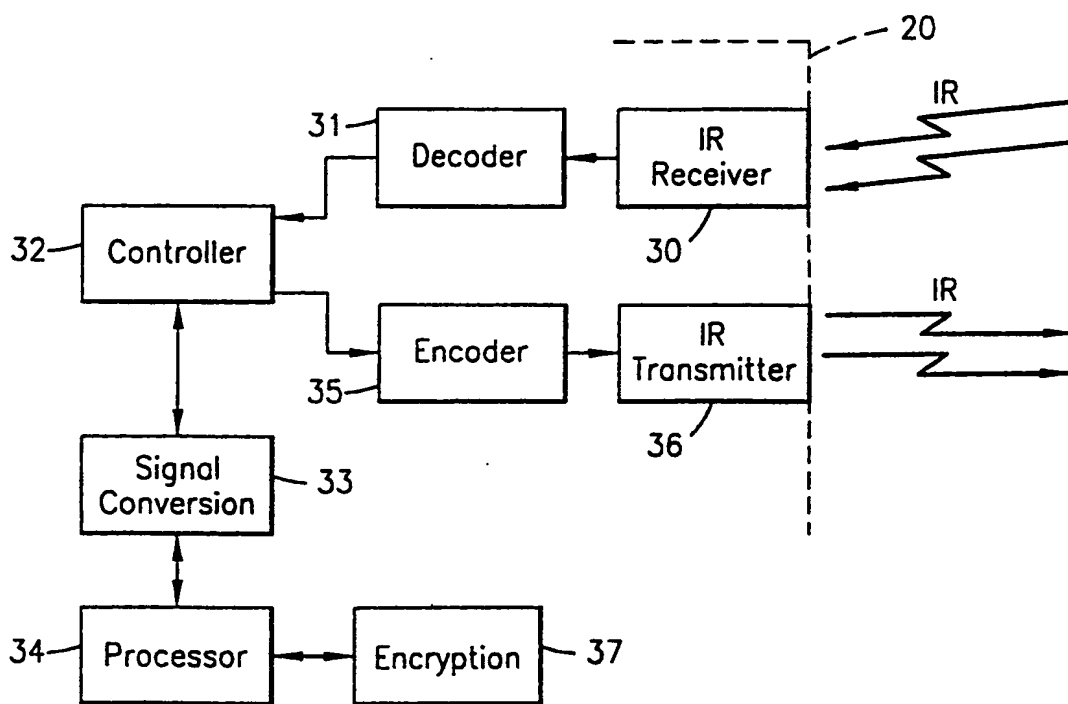 20
IR
31
Decoder
IR
Receiver
30
32
Controller
IR
35
Encoder
IR
Transmitter
36
Signal
Conversion
33
34
Processor
Encryption
37